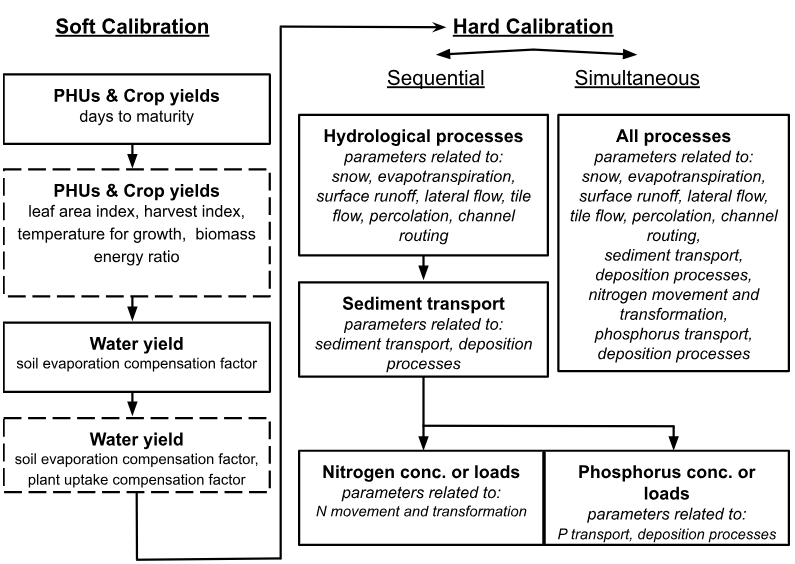 Soft Calibration
PHUs & Crop yields
days to maturity
PHUs & Crop yields
leaf area index, harvest index,
temperature for growth, biomass
energy ratio
Water yield
soil evaporation compensation factor
Water yield
soil evaporation compensation factor,
plant uptake compensation factor
Hard Calibration
Sequential
Simultaneous
Hydrological processes
parameters related to:
snow, evapotranspiration,
surface runoff, lateral flow, tile
flow, percolation, channel
routing
Sediment transport
parameters related to:
sediment transport, deposition
processes
Nitrogen conc. or loads
parameters related to:
N movement and transformation
Phosphorus conc. or
loads
parameters related to:
P transport, deposition processes
All processes
parameters related to:
snow, evapotranspiration,
surface runoff, lateral flow,
tile flow, percolation, channel
routing,
sediment transport,
deposition processes,
nitrogen movement and
transformation,
phosphorus transport,
deposition processes